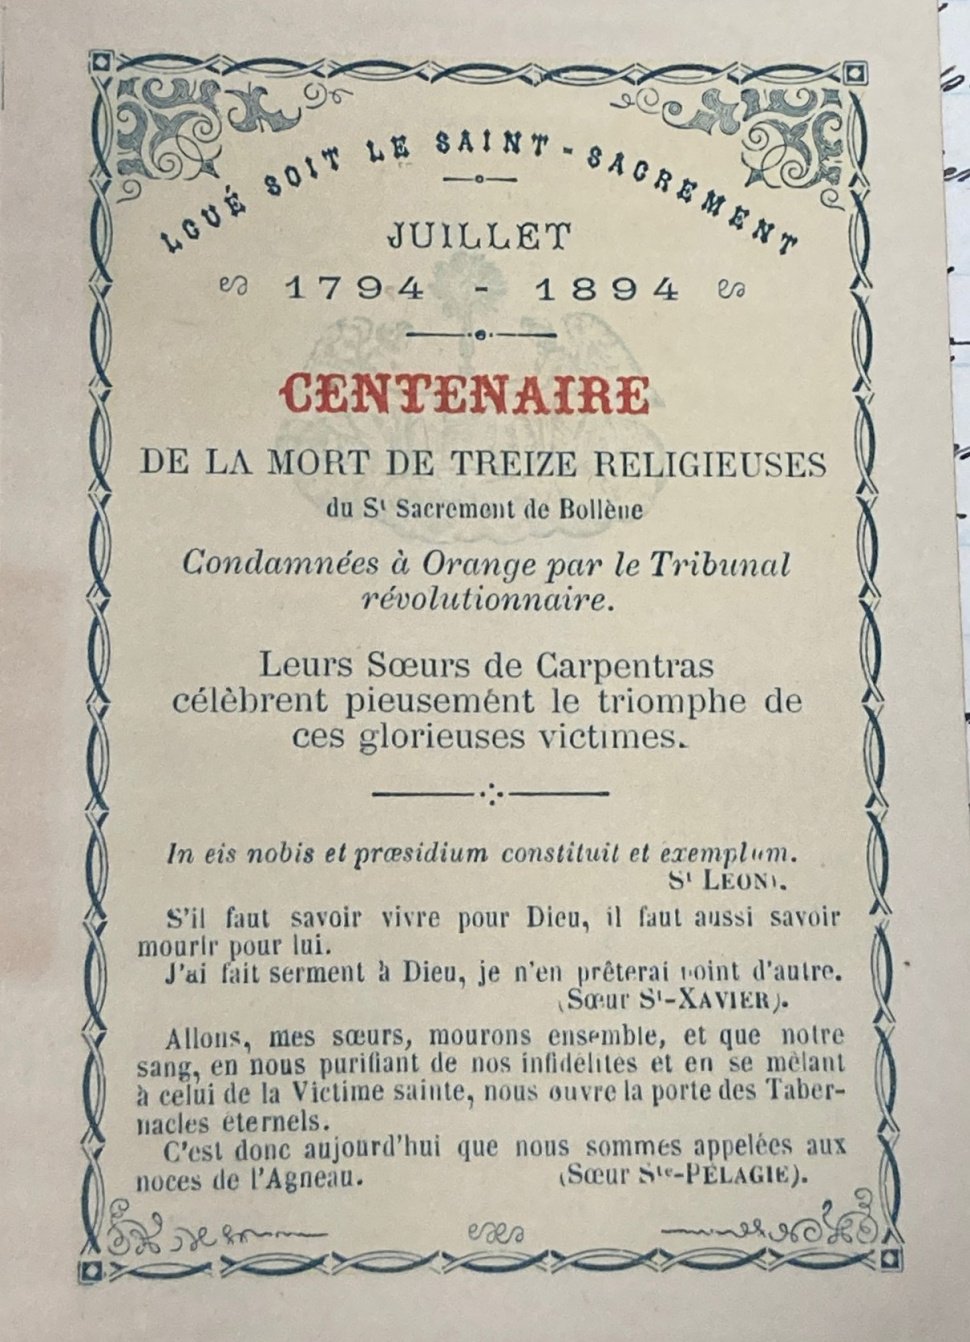 LOUÉ SOIT LE SAINT-SACREMENT
JUILLET
1794 - 1894
CENTENAIRE
DE LA MORT DE TREIZE RELIGIEUSES
du St Sacrement de Bollène
Condamnées à Orange par le Tribunal
révolutionnaire.
Leurs Sœurs de Carpentras
célèbrent pieusemént le triomphe de
ces glorieuses victimes.
In eis nobis et præsidium constituit et exemplum.
St LEON).
S'il faut savoir vivre pour Dieu, il faut aussi savoir
mourir pour lui.
J'ai fait serment à Dieu, je n'en prêterai point d'autre.
(Sœur St-XAVIER).
Allons, mes sœurs, mourons ensemble, et que notre
sang, en nous purifiant de nos infidélités et en se mêlant
à celui de la Victime sainte, nous ouvre la porte des Taber-
nacles éternels.
C'est donc aujourd'hui que nous sommes appelées aux
noces de l'Agneau. (Sœur Ste-PÉLAGIE).